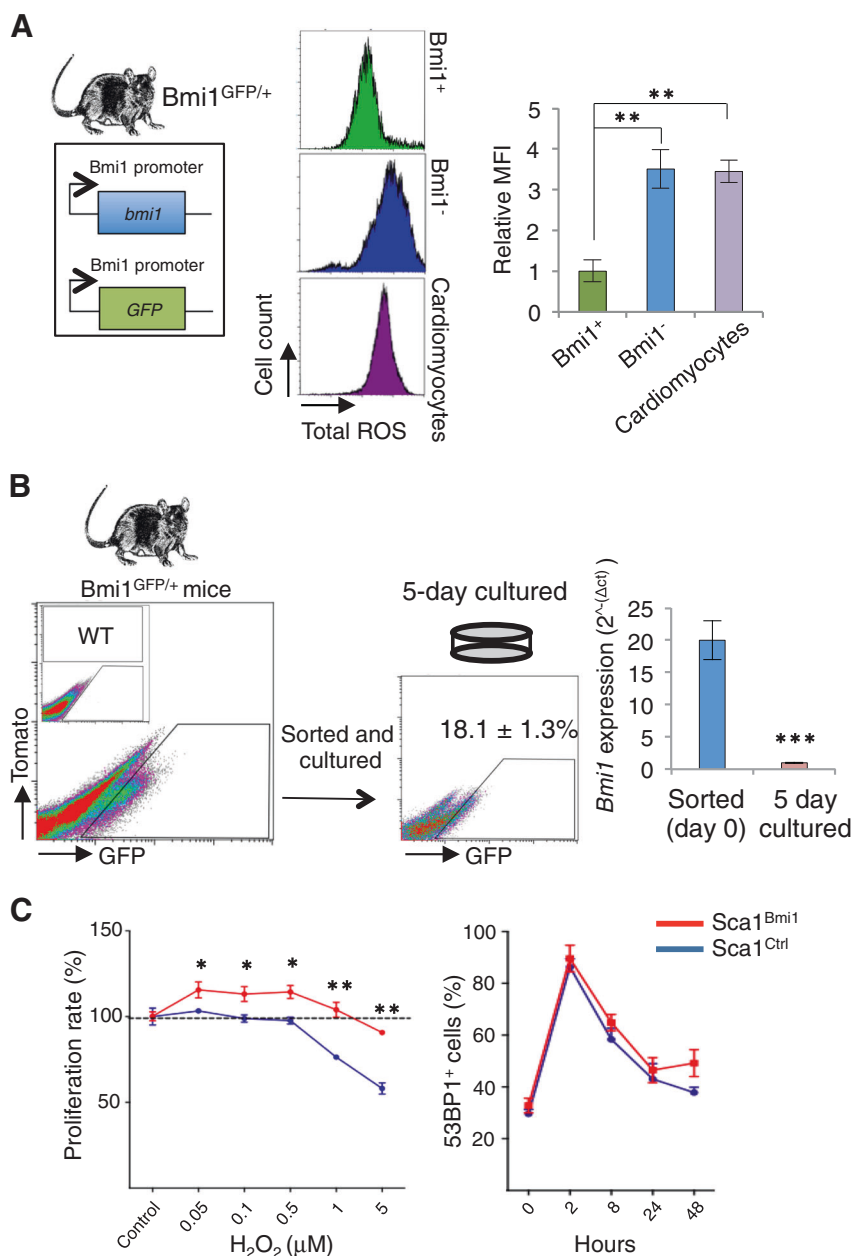 A
Bmi1GFP/+
Bmi1 promoter
bmi1
Bmi1 promoter
GFP
Bmi1+
Bmi1-
Cardiomyocytes
Cell count
Total ROS
Relative MFI
5
4
3
2
1
0
**
**
Bmi1+
Bmi1-
Cardiomyocytes
B
Bmi1GFP/+ mice
WT
Tomato
GFP
Sorted and
cultured
5-day cultured
18.1 ± 1.3%
GFP
Bmi1 expression (2^-(Δct) )
25
20
15
10
5
0
***
Sorted
(day 0)
5 day
cultured
C
Proliferation rate (%)
150
100
50
*
*
*
**
**
Control
0.05
0.1
0.5
1
5
H2O2 (μM)
Sca1Bmi1
Sca1Ctrl
53BP1+ cells (%)
100
80
60
40
20
0
2
8
24
48
Hours